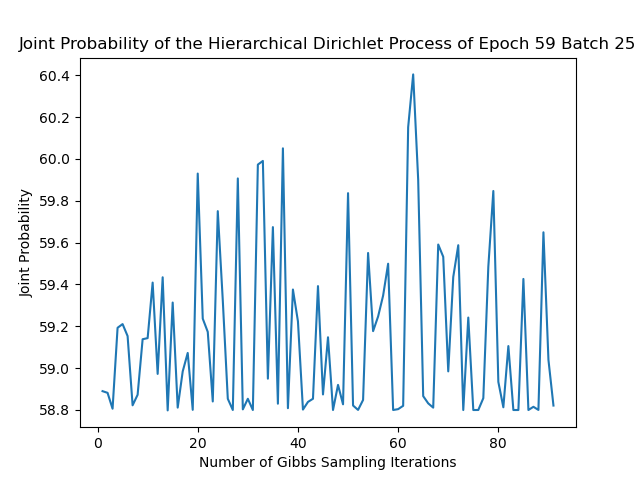 Joint Probability of the Hierarchical Dirichlet Process of Epoch 59 Batch 25
60.4
60.2
60.0
59.8
59.6
59.4
59.2
59.0
58.8
Joint Probability
0 20 40 60 80
Number of Gibbs Sampling Iterations